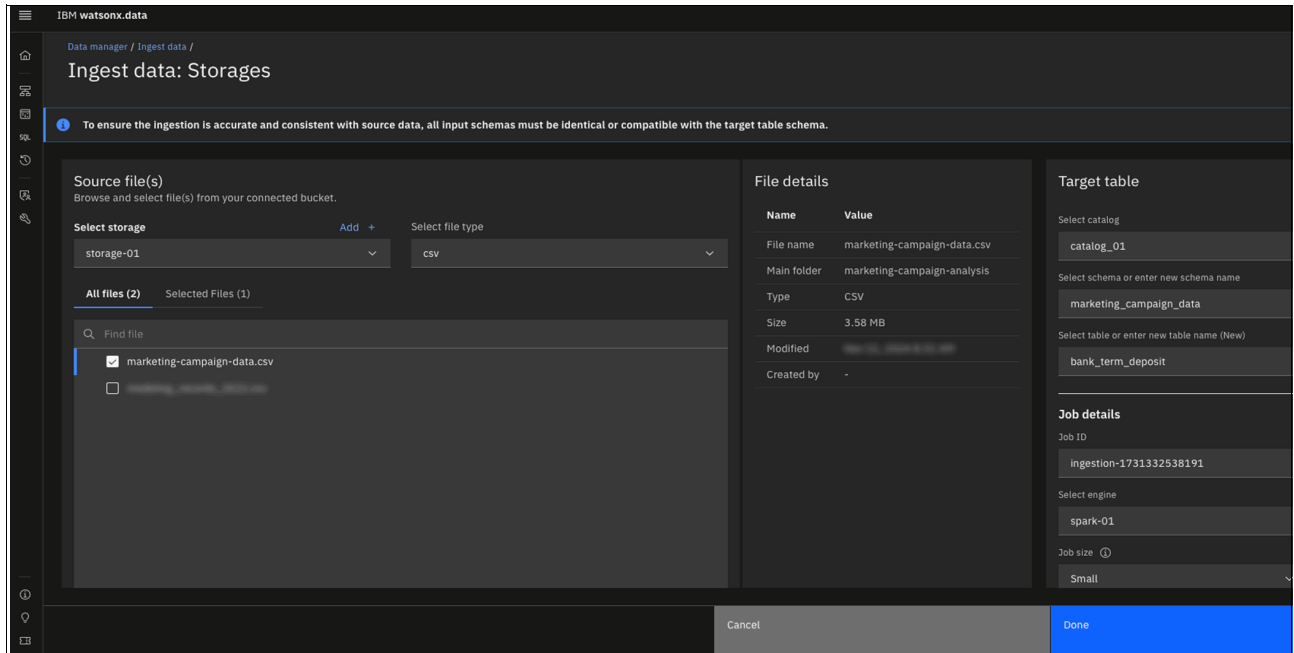 IBM watsonx.data
Data manager / Ingest data /
Ingest data: Storages
To ensure the ingestion is accurate and consistent with source data, all input schemas must be identical or compatible with the target table schema.
SQL
Source file(s)
Browse and select file(s) from your connected bucket.
Select storage
Add +
Select file type
storage-01
csv
All files (2)
Selected Files (1)
Find file
marketing-campaign-data.csv
File details
Name Value
File name marketing-campaign-data.csv
Main folder marketing-campaign-analysis
Type CSV
Size 3.58 MB
Modified
Created by -
Target table
Select catalog
catalog_01
Select schema or enter new schema name
marketing_campaign_data
Select table or enter new table name (New)
bank_term_deposit
Job details
Job ID
ingestion-1731332538191
Select engine
spark-01
Job size
Small
Cancel
Done